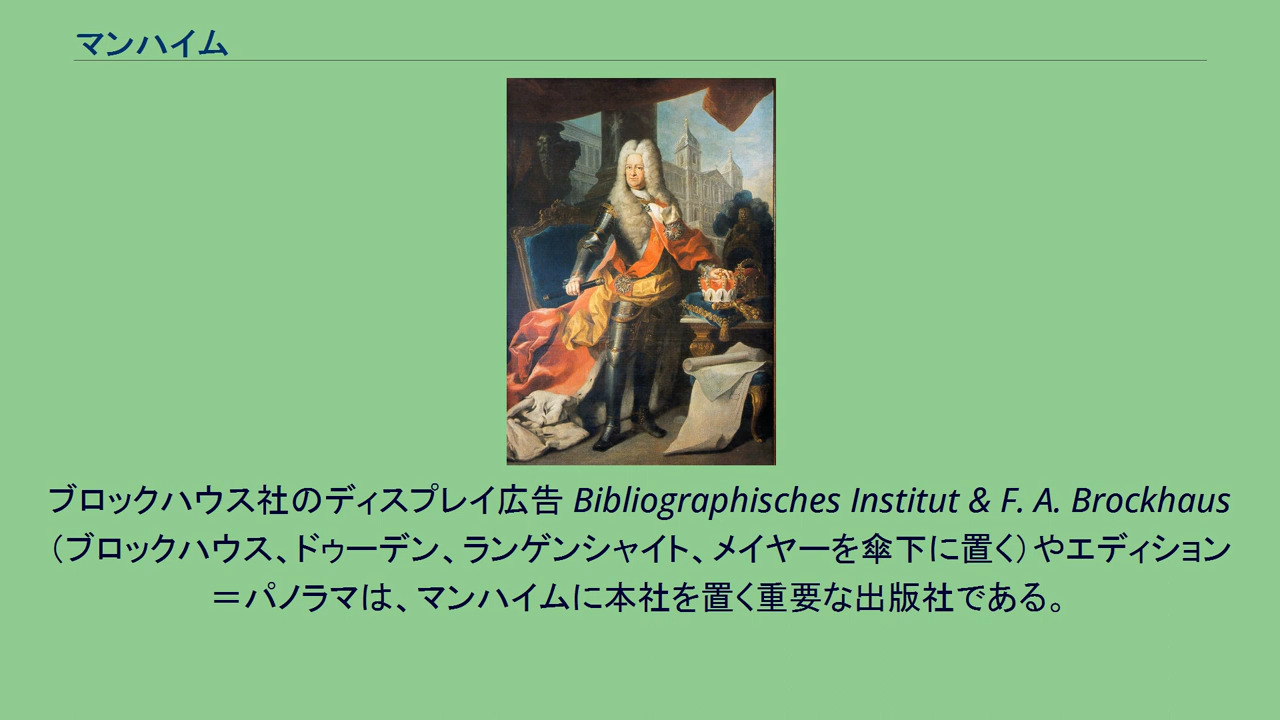 マンハイム
ブロックハウス社のディスプレイ広告 Bibliographisches Institut & F. A. Brockhaus
（ブロックハウス、ドゥーデン、ランゲンシャイト、メイヤーを傘下に置く）やエディション
＝パノラマは、マンハイムに本社を置く重要な出版社である。